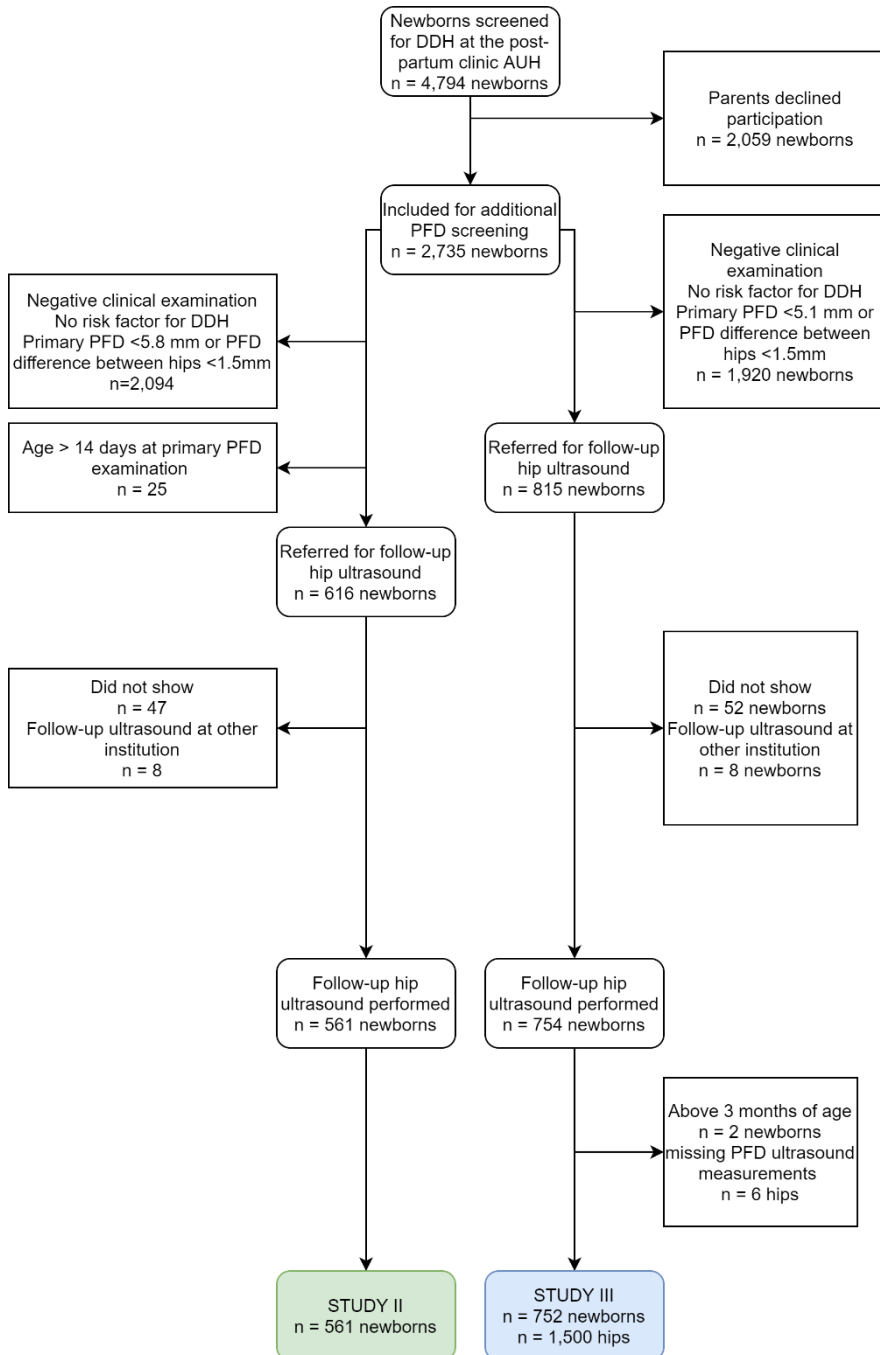 Newborns screened
for DDH at the post-
partum clinic AUH
n = 4,794 newborns
Parents declined
participation
n = 2,059 newborns
Included for additional
PFD screening
n = 2,735 newborns
Negative clinical examination
No risk factor for DDH
Primary PFD <5.8 mm or PFD
difference between hips <1.5mm
n=2,094
Negative clinical
examination
No risk factor for DDH
Primary PFD <5.1 mm or
PFD difference between
hips <1.5mm
n = 1,920 newborns
Age > 14 days at primary PFD
examination
n = 25
Referred for follow-up
hip ultrasound
n = 815 newborns
Referred for follow-up
hip ultrasound
n = 616 newborns
Did not show
n = 47
Follow-up ultrasound at other
institution
n = 8
Did not show
n = 52 newborns
Follow-up ultrasound at
other institution
n = 8 newborns
Follow-up hip
ultrasound performed
n = 561 newborns
Follow-up hip
ultrasound performed
n = 754 newborns
Above 3 months of age
n = 2 newborns
missing PFD ultrasound
measurements
n = 6 hips
STUDY II
n = 561 newborns
STUDY III
n = 752 newborns
n = 1,500 hips